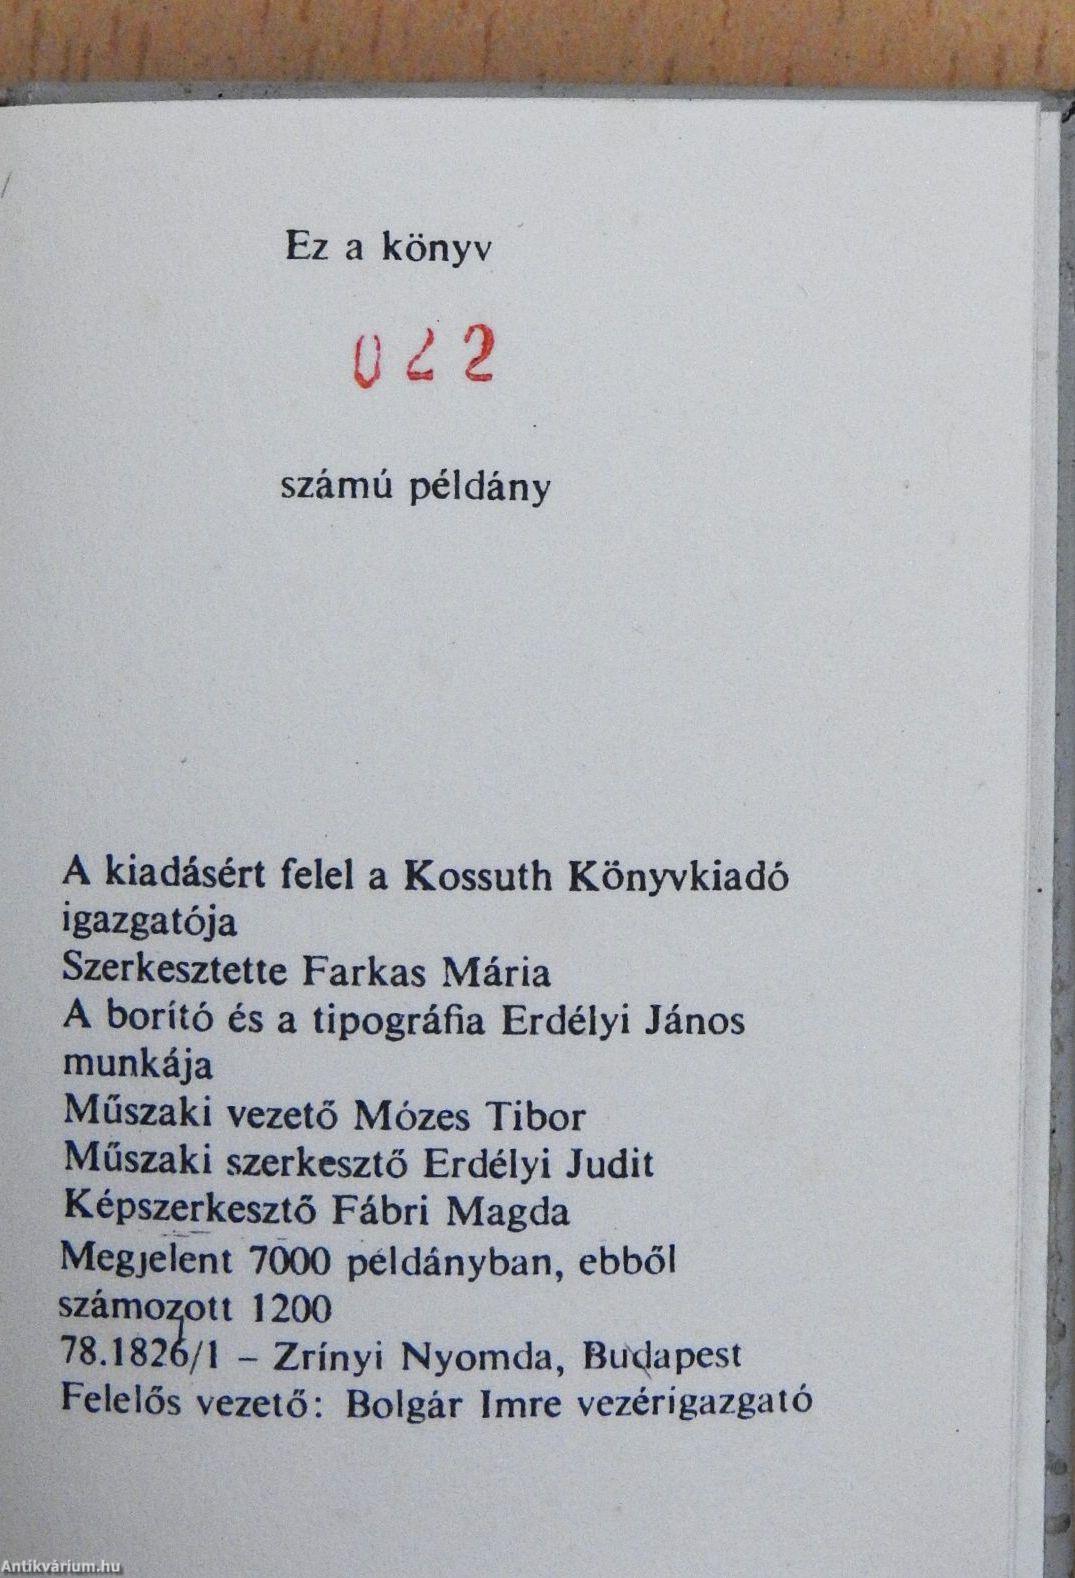 Ez a könyv
022
számú példány
A kiadásért felel a Kossuth Könyvkiadó
igazgatója
Szerkesztette Farkas Mária
A borító és a tipográfia Erdélyi János
munkája
Műszaki vezető Mózes Tibor
Műszaki szerkesztő Erdélyi Judit
Képszerkesztő Fábri Magda
Megjelent 7000 példányban, ebből
számozott 1200
78.1826/1 – Zrínyi Nyomda, Budapest
Felelős vezető: Bolgár Imre vezérigazgató
Antikvárium.hu